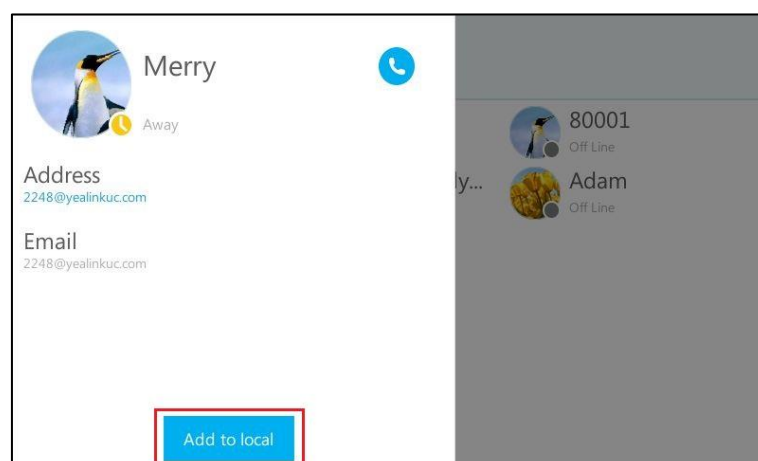 Merry
Away
Address
2248@yealinkuc.com
Email
2248@yealinkuc.com
Add to local
80001
Off Line
ly...
Adam
Off Line